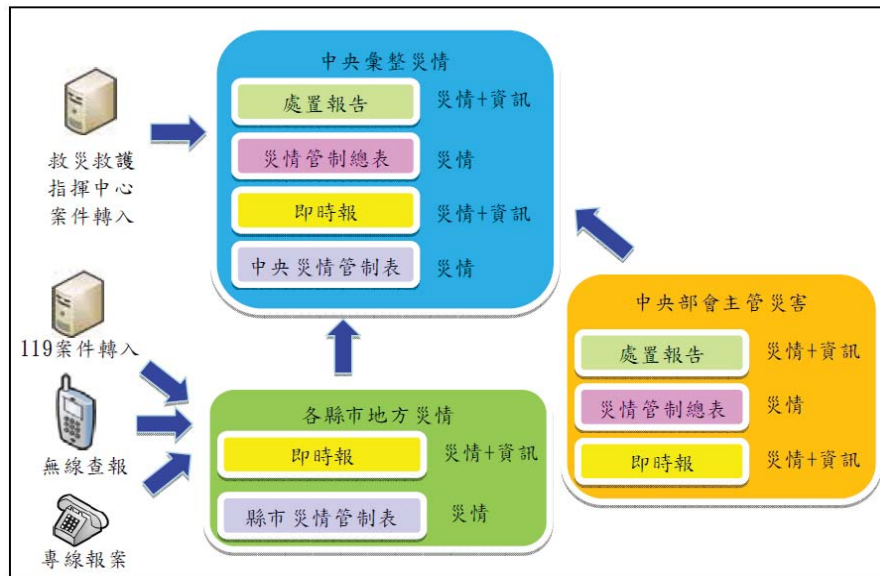 中央彙整災情
處置報告 災情+資訊
災情管制總表 災情
即時報 災情+資訊
中央災情管制表 災情
救災救護
指揮中心
案件轉入
119案件轉入
無線查報
專線報案
各縣市地方災情
即時報 災情+資訊
縣市災情管制表 災情
中央部會主管災害
處置報告 災情+資訊
災情管制總表 災情
即時報 災情+資訊